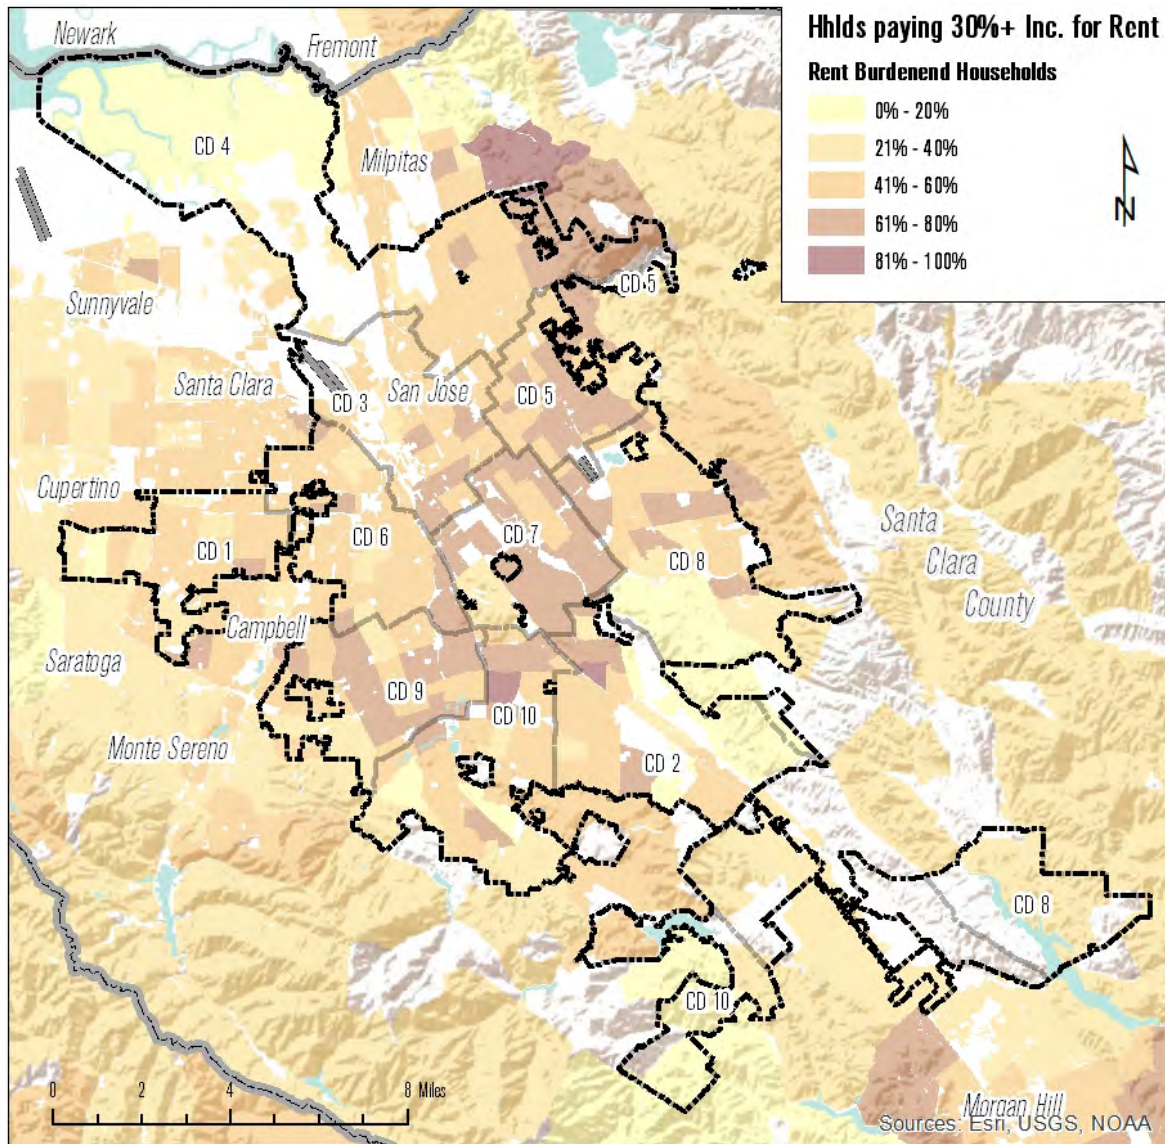 Hhlds paying 30%+ Inc. for Rent
Rent Burdenend Households
0% - 20%
21% - 40%
41% - 60%
61% - 80%
81% - 100%
N
Newark
Fremont
CD 4
Milpitas
CD 5
Sunnyvale
Santa Clara
CD 3
San Jose
CD 5
Cupertino
CD 1
CD 6
CD 7
CD 8
Santa
Clara
County
Campbell
Saratoga
CD 9
CD 10
Monte Sereno
CD 2
CD 8
CD 10
0 2 4 8 Miles
Morgan Hill
Sources: Esri, USGS, NOAA